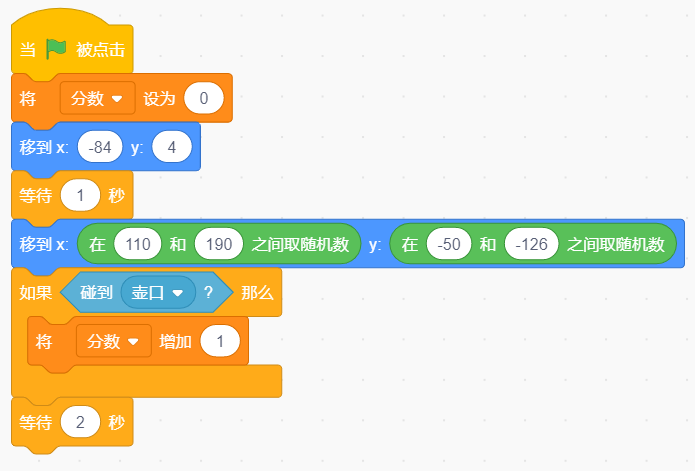 当 被点击
将 分数 设为 0
移到 x: -84 y: 4
等待 1 秒
移到 x: 在 110 和 190 之间取随机数 y: 在 -50 和 -126 之间取随机数
如果 碰到 壶口 ? 那么
将 分数 增加 1
等待 2 秒